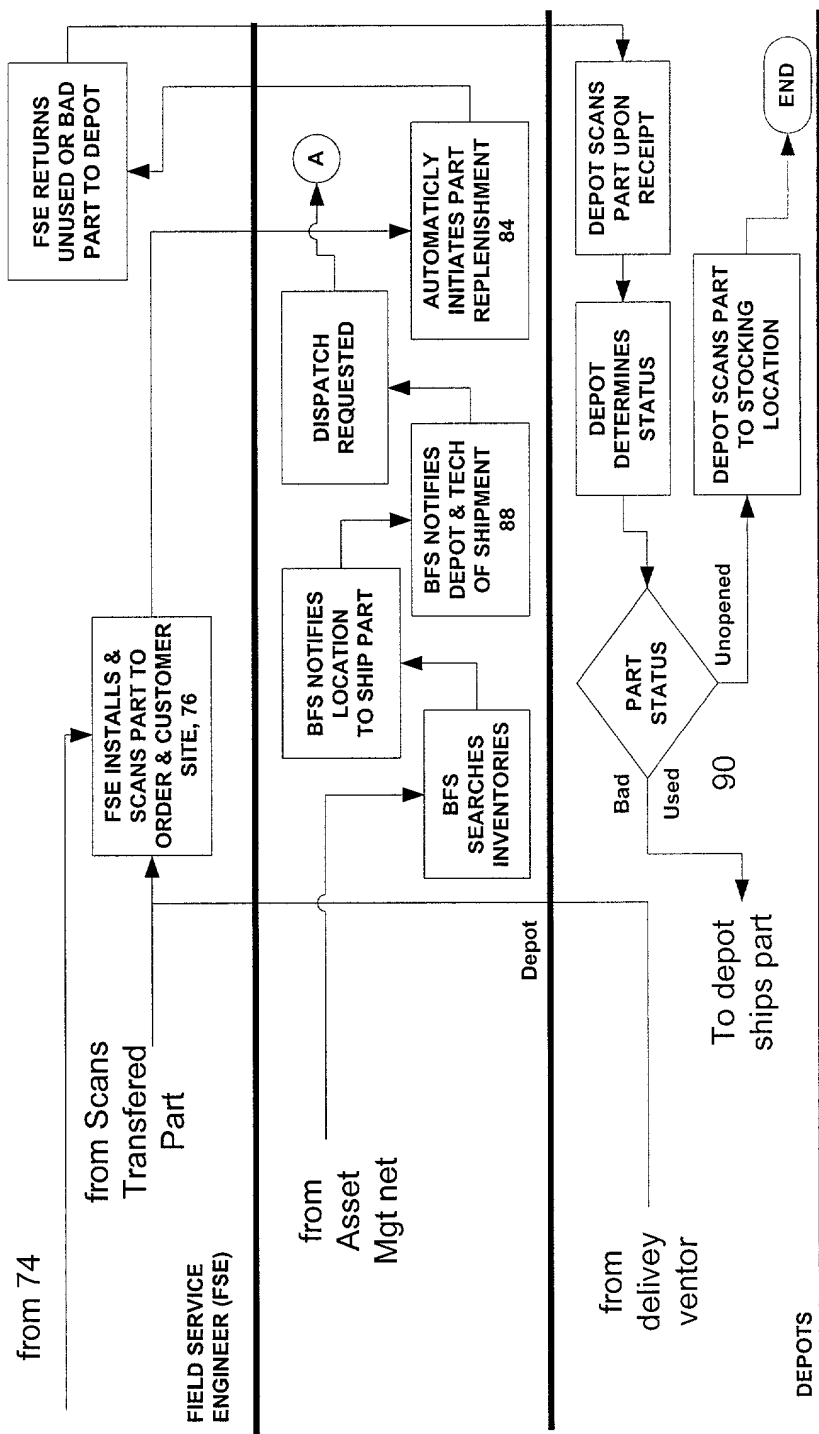 from 74
from Scans
Transfered
Part
FIELD SERVICE
ENGINEER (FSE)
FSE INSTALLS &
SCANS PART TO
ORDER & CUSTOMER
SITE, 76
FSE RETURNS
UNUSED OR BAD
PART TO DEPOT
from
Asset
Mgt net
Depot
BFS
SEARCHES
INVENTORIES
BFS NOTIFIES
LOCATION
TO SHIP PART
BFS NOTIFIES
DEPOT & TECH
OF SHIPMENT
88
DISPATCH
REQUESTED
A
AUTOMATICLY
INITIATES PART
REPLENISHMENT
84
from
delivey
ventor
DEPOTS
To depot
ships part
Bad
Used
90
PART
STATUS
Unopened
DEPOT
DETERMINES
STATUS
DEPOT SCANS
PART UPON
RECEIPT
DEPOT SCANS PART
TO STOCKING
LOCATION
END